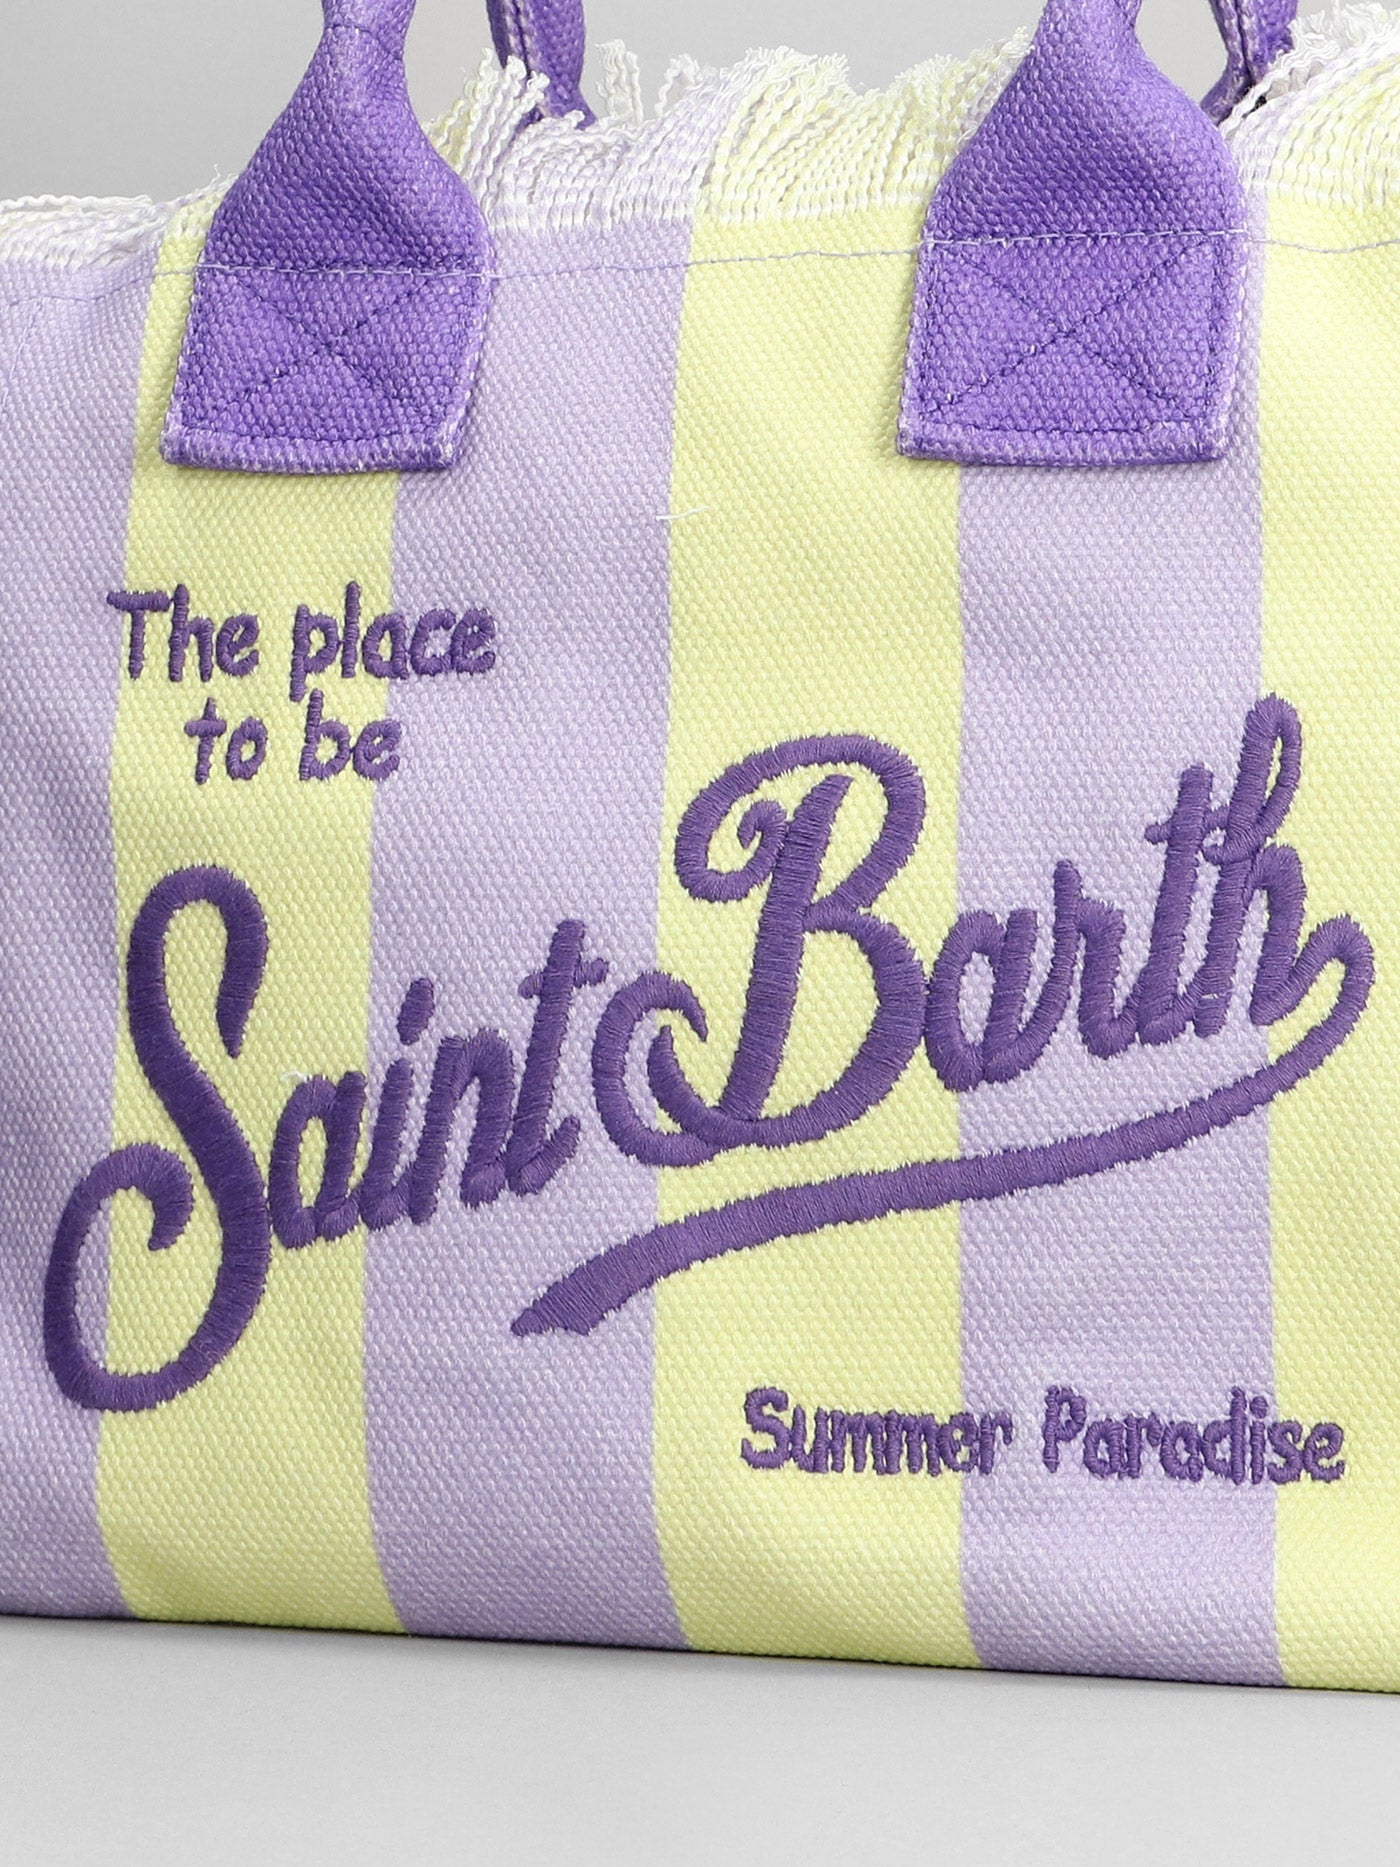 The place
to be
Saint Barth
Summer Paradise